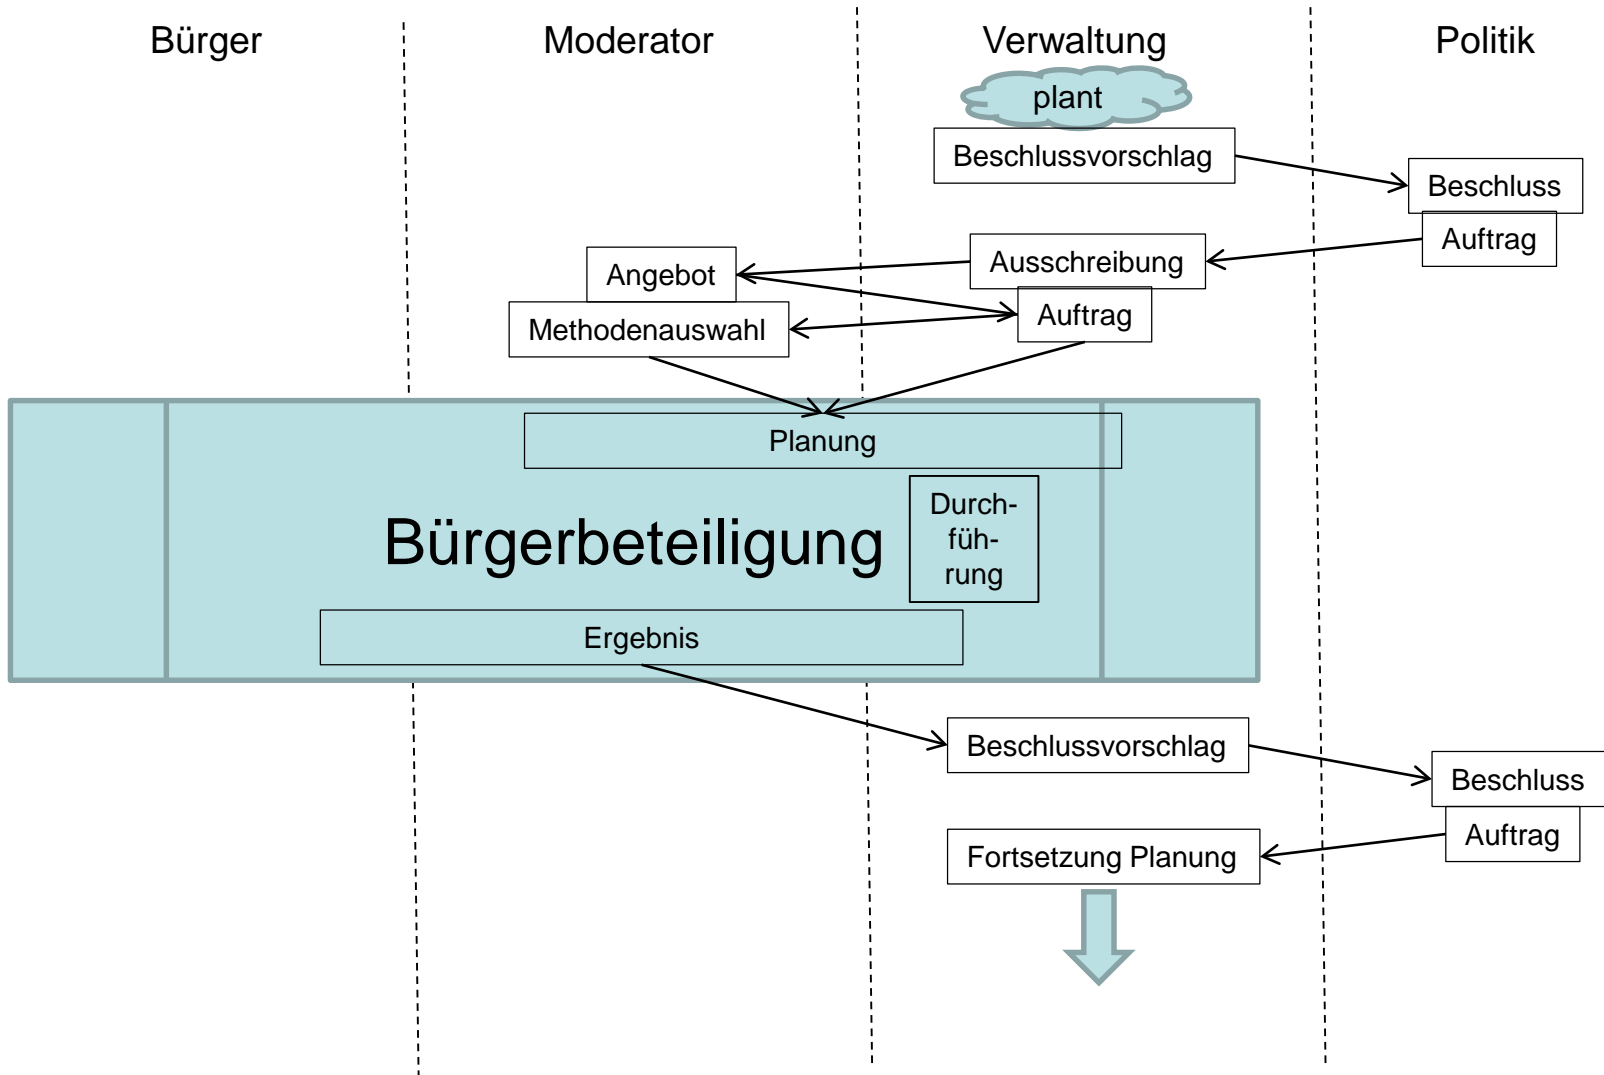 Bürger
Moderator
Verwaltung
Politik
plant
Beschlussvorschlag
Beschluss
Auftrag
Ausschreibung
Angebot
Auftrag
Methodenauswahl
Planung
Bürgerbeteiligung
Durch-
füh-
rung
Ergebnis
Beschlussvorschlag
Beschluss
Auftrag
Fortsetzung Planung